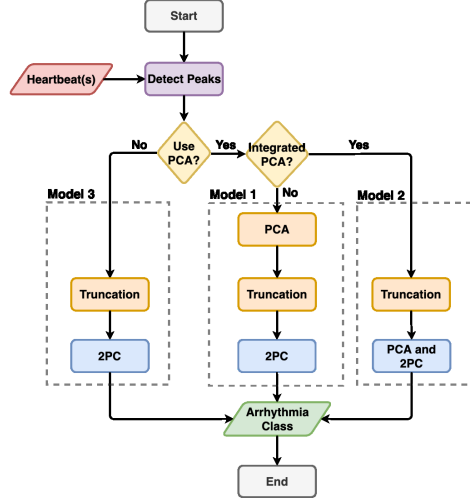 Start
Heartbeat(s)
Detect Peaks
No
Use
PCA?
Yes
Integrated
PCA?
Yes
Model 3
Model 1
No
Model 2
PCA
Truncation
Truncation
Truncation
2PC
2PC
PCA and
2PC
Arrhythmia
Class
End